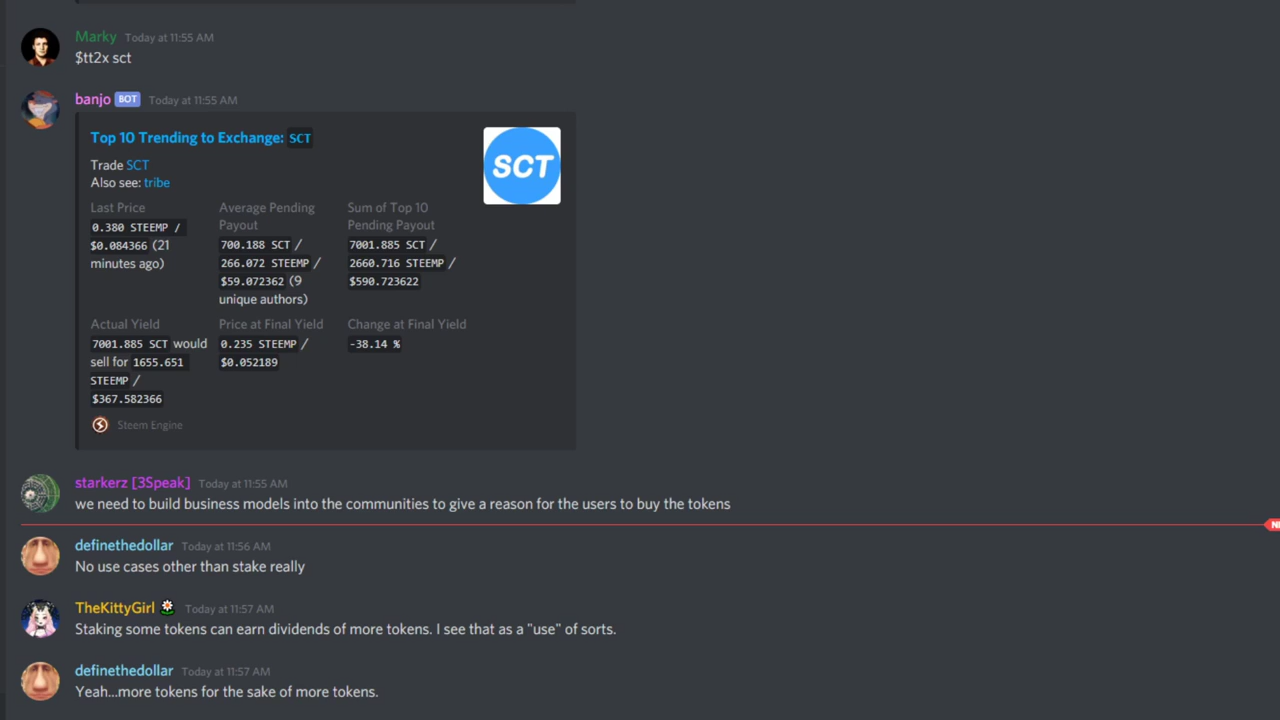 Marky Today at 11:55 AM
$tt2x sct
banjo BOT Today at 11:55 AM
Top 10 Trending to Exchange: SCT
SCT
Trade SCT
Also see: tribe
Last Price
0.380 STEEMP /
$0.084366 (21
minutes ago)
Average Pending
Payout
700.188 SCT /
266.072 STEEMP /
$59.072362 (9
unique authors)
Sum of Top 10
Pending Payout
7001.885 SCT /
2660.716 STEEMP /
$590.723622
Actual Yield
7001.885 SCT would
sell for 1655.651
STEEMP /
$367.582366
Price at Final Yield
0.235 STEEMP /
$0.052189
Change at Final Yield
-38.14 %
Steem Engine
starkerz [3Speak] Today at 11:55 AM
we need to build business models into the communities to give a reason for the users to buy the tokens
definethedollar Today at 11:56 AM
No use cases other than stake really
TheKittyGirl Today at 11:57 AM
Staking some tokens can earn dividends of more tokens. I see that as a "use" of sorts.
definethedollar Today at 11:57 AM
Yeah...more tokens for the sake of more tokens.